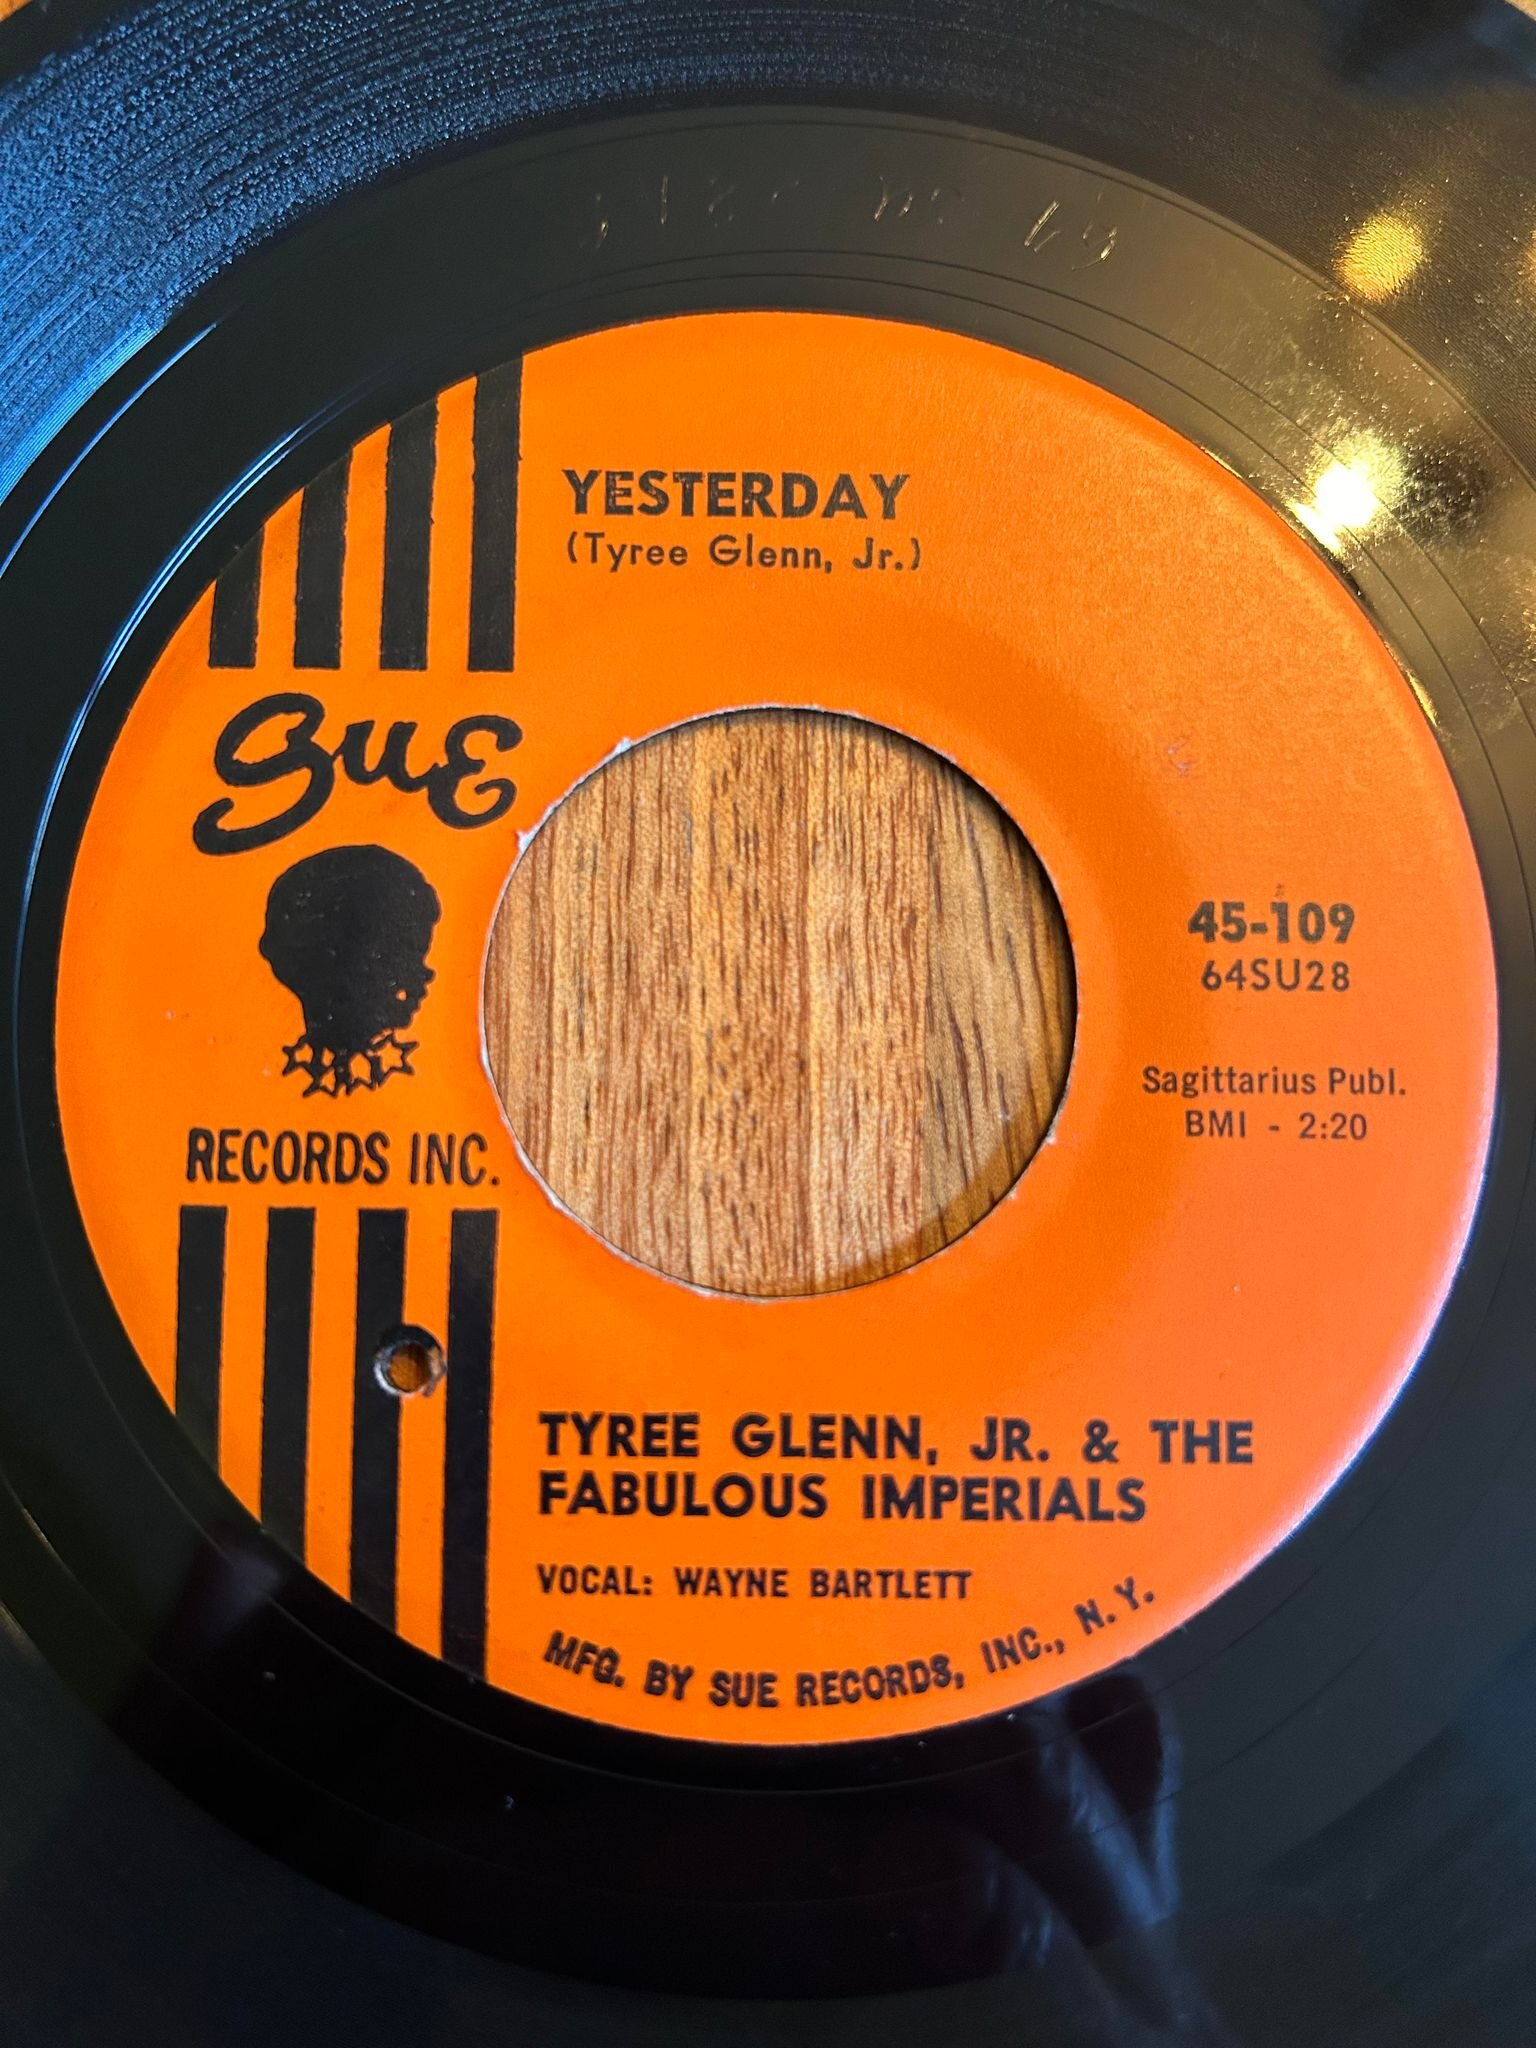 YESTERDAY
(Tyree Glenn, Jr.)
Sue
RECORDS INC.
45-109
64SU28
Sagittarius Publ.
BMI - 2:20
TYREE GLENN, JR. & THE
FABULOUS IMPERIALS
VOCAL: WAYNE BARTLETT
MFG. BY SUE RECORDS, INC., N.Y.